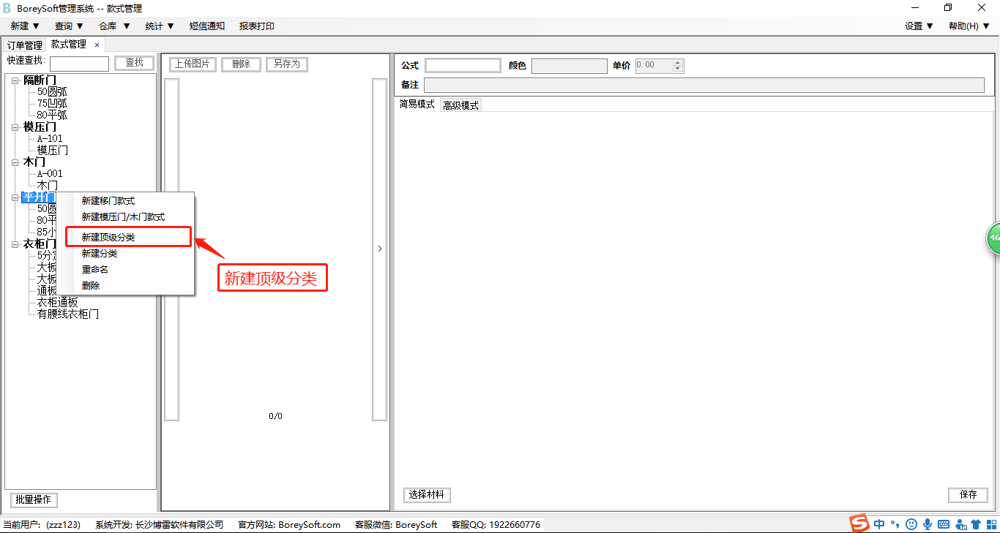 BoreySoft管理系统 -- 款式管理
新建 ▼ 查询 ▼ 仓库 ▼ 统计 ▼ 短信通知 报表打印 设置 ▼ 帮助(H) ▼
订单管理 款式管理 ×
快速查找: 查找
上传图片 删除 另存为
公式 颜色 单价 0.00
备注
简易模式 高级模式
隔断门
50圆弧
75凹弧
80平弧
模压门
A-101
模压门
木门
A-001
木门
平开门
50圆
80平
85小
衣柜门
5分
大板
大板
通板
衣柜通板
有腰线衣柜门
新建移门款式
新建模压门/木门款式
新建顶级分类
新建分类
重命名
删除
新建顶级分类
46
0/0
选择材料 保存
批量操作
当前用户: (zzz123) 系统开发: 长沙博雷软件有限公司 官方网站: BoreySoft.com 客服微信: BoreySoft 客服QQ: 1922660776
中